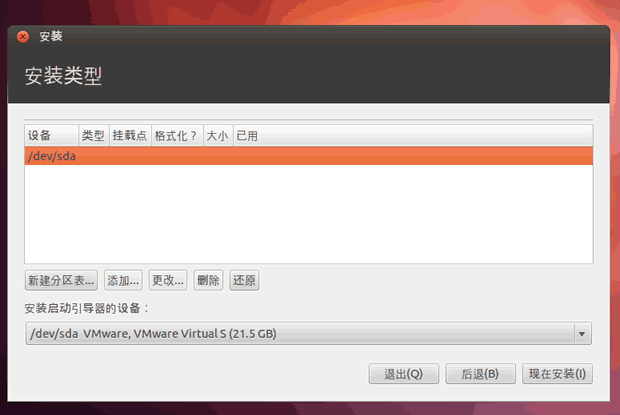 安装
安装类型
设备 类型 挂载点 格式化？ 大小 已用
/dev/sda
新建分区表... 添加... 更改... 删除 还原
安装启动引导器的设备：
/dev/sda VMware, VMware Virtual S (21.5 GB)
退出(Q) 后退(B) 现在安装(I)